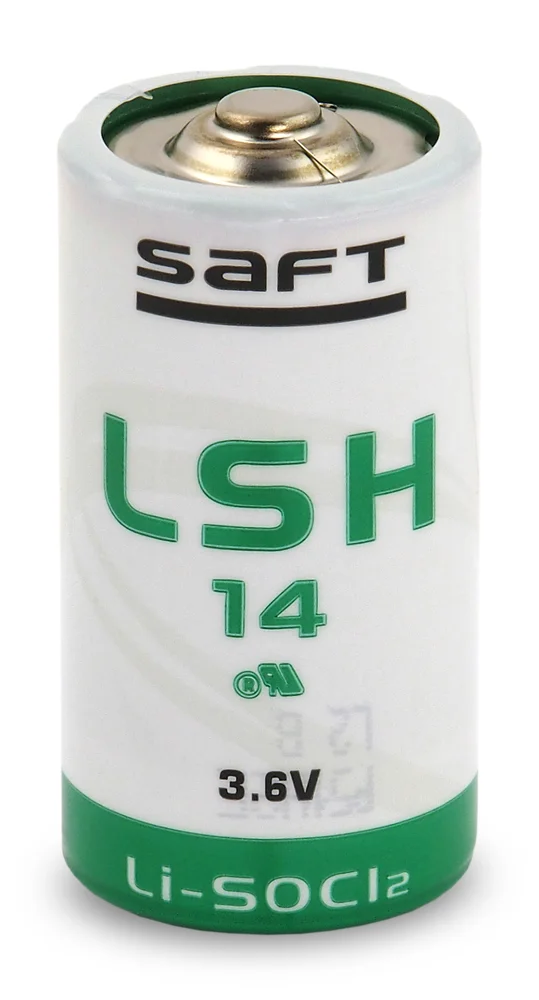 SAFT
LSH
14
3.6V
Li-SOCl₂